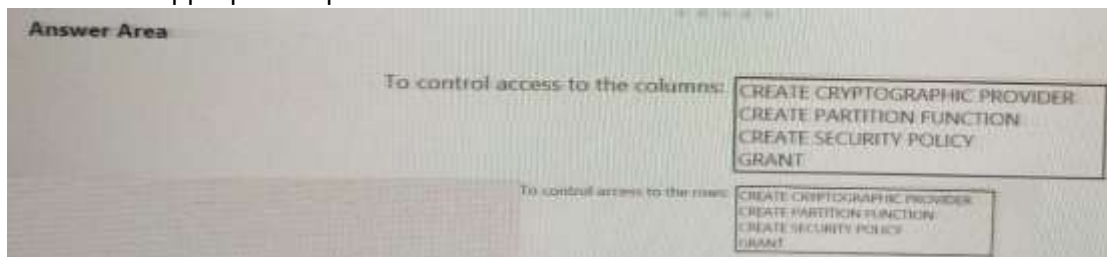 Answer Area
To control access to the columns:
CREATE CRYPTOGRAPHIC PROVIDER
CREATE PARTITION FUNCTION
CREATE SECURITY POLICY
GRANT
To control access to the rows:
CREATE CRYPTOGRAPHIC PROVIDER
CREATE PARTITION FUNCTION
CREATE SECURITY POLICY
GRANT